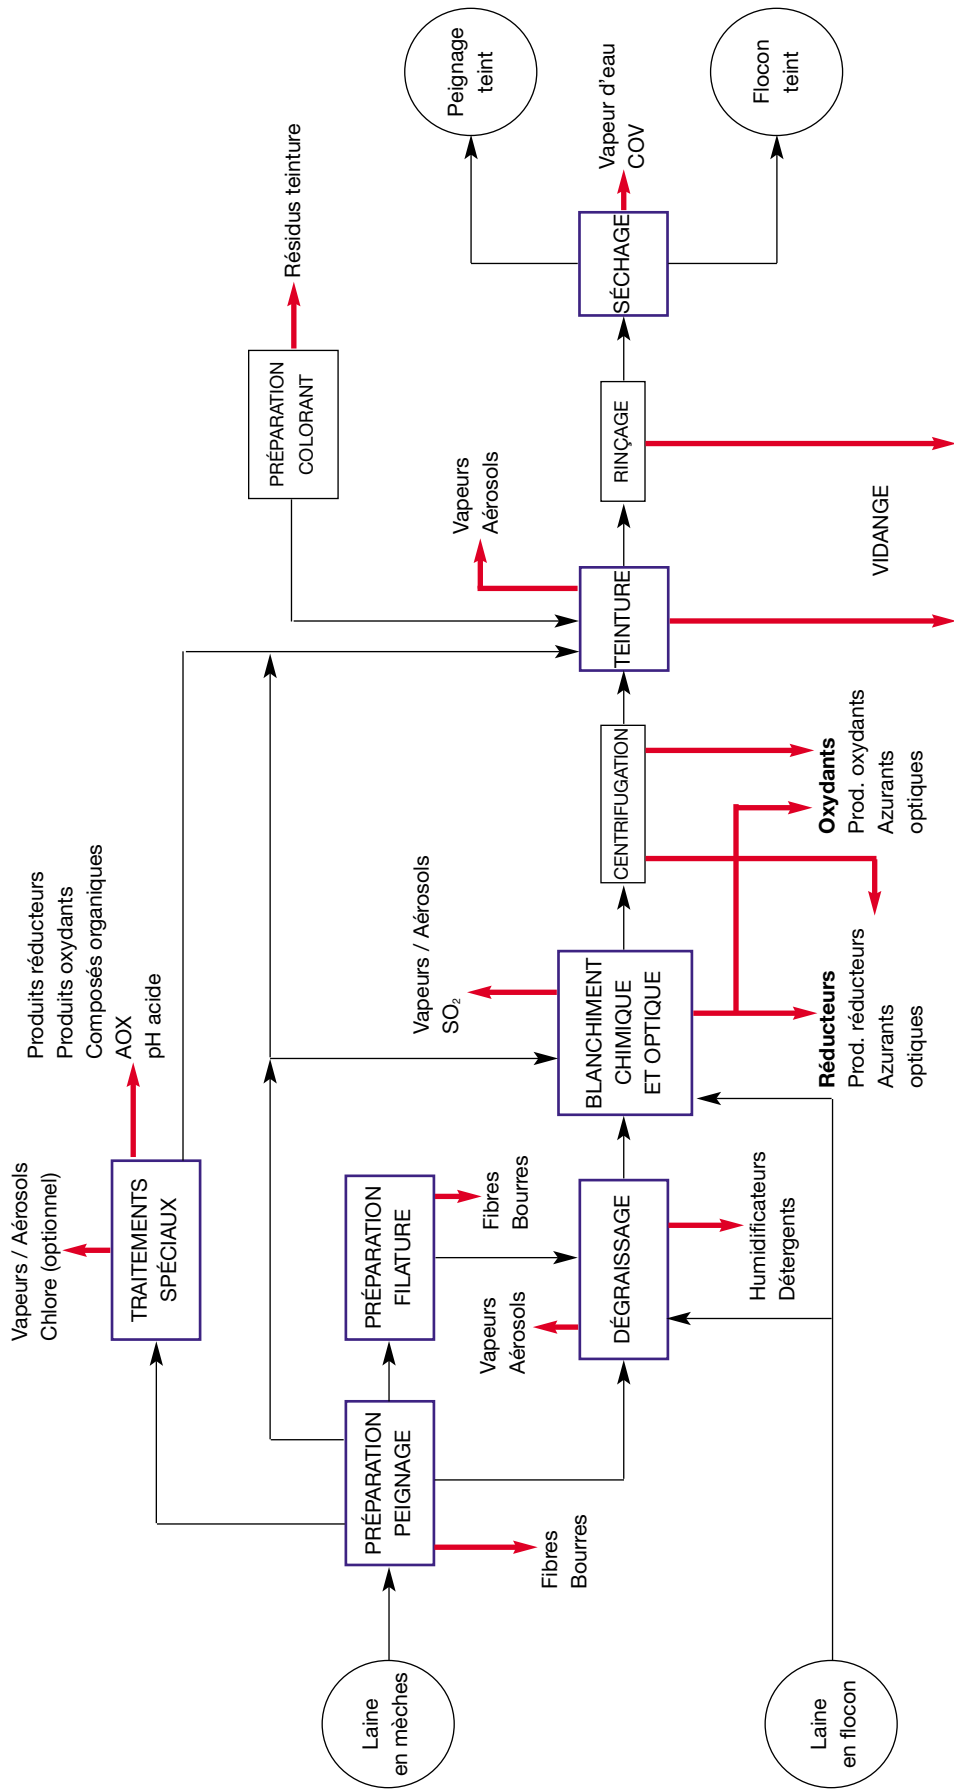 Vapeurs / Aérosols
Chlore (optionnel)
Produits réducteurs
Produits oxydants
Composés organiques
AOX
pH acide
TRAITEMENTS
SPÉCIAUX
PRÉPARATION
COLORANT
Résidus teinture
Laine
en mèches
PRÉPARATION
PEIGNAGE
Fibres
Bourres
PRÉPARATION
FILATURE
Fibres
Bourres
Vapeurs
Aérosols
DÉGRAISSAGE
Humidificateurs
Détergents
Vapeurs / Aérosols
SO₂
BLANCHIMENT
CHIMIQUE
ET OPTIQUE
CENTRIFUGATION
Vapeurs
Aérosols
TEINTURE
RINÇAGE
SÉCHAGE
Vapeur d'eau
COV
Peignage
teint
Flocon
teint
Laine
en flocon
Réducteurs
Prod. réducteurs
Azurants
optiques
Oxydants
Prod. oxydants
Azurants
optiques
VIDANGE